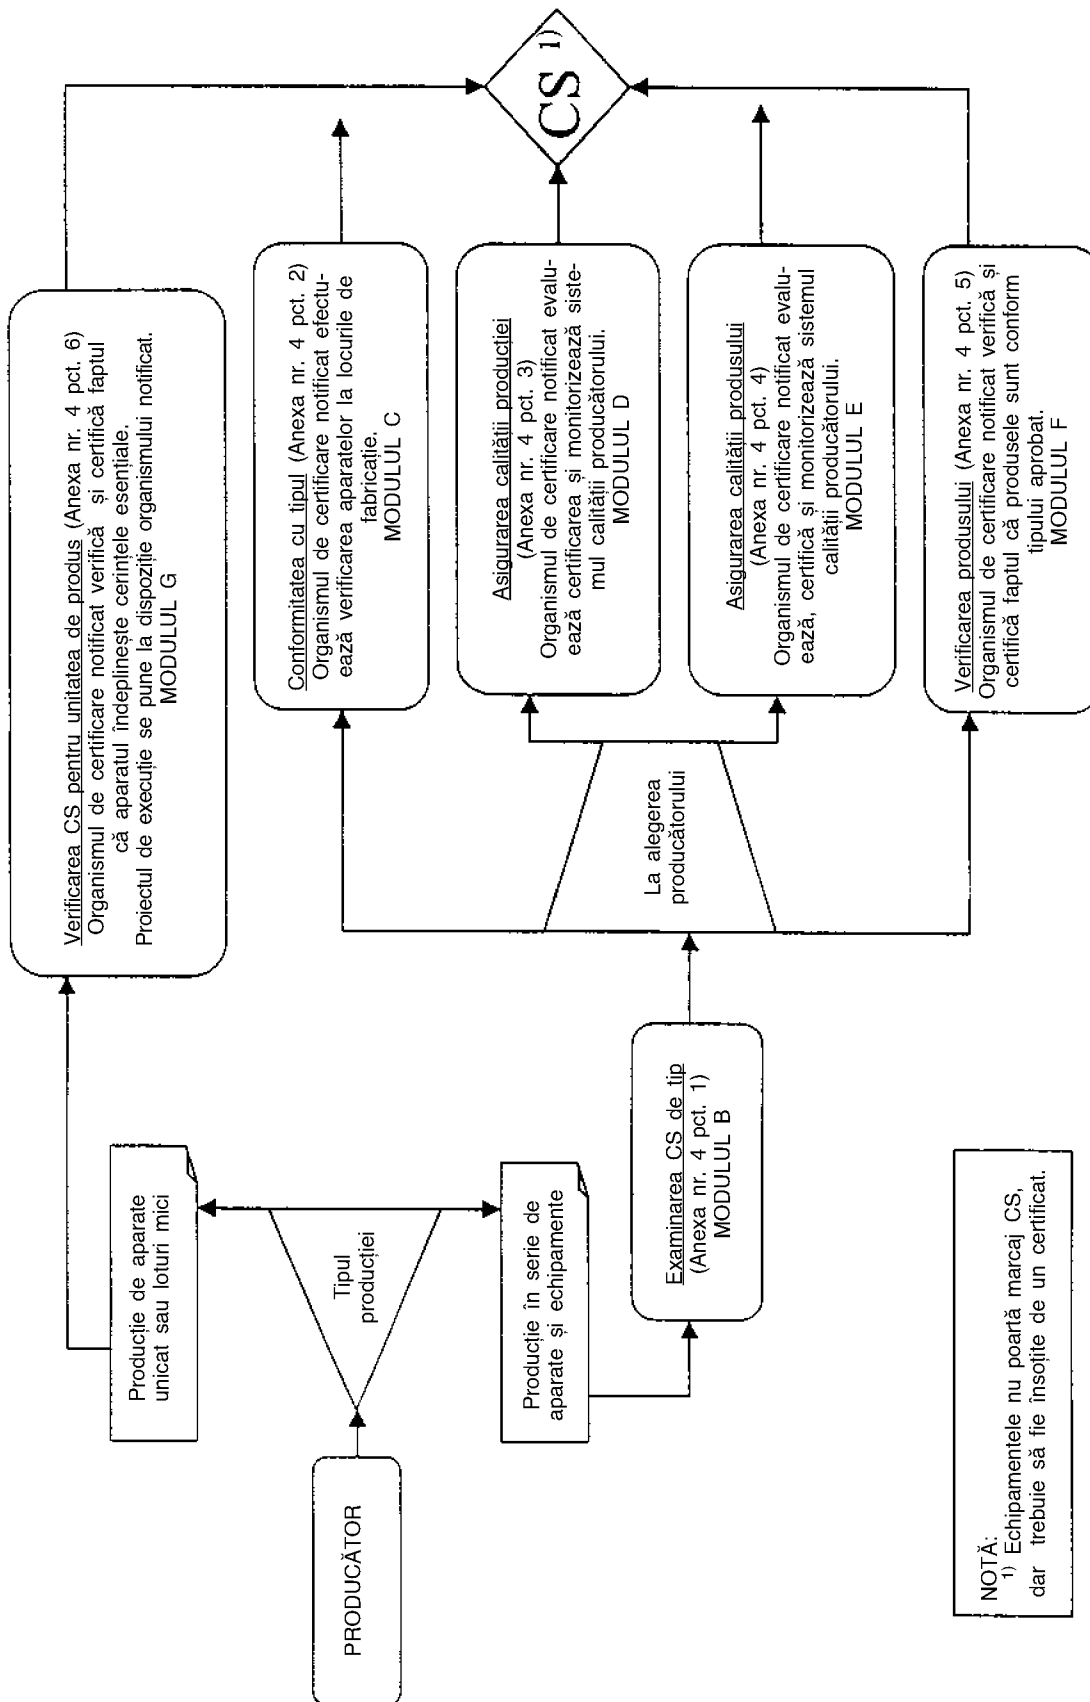 PRODUCĂTOR
Tipul
producției
Producție de aparate
unicat sau loturi mici
Producție în serie de
aparate și echipamente
Examinarea CS de tip
(Anexa nr. 4 pct. 1)
MODULUL B
La alegerea
producătorului
Verificarea CS pentru unitatea de produs (Anexa nr. 4 pct. 6)
Organismul de certificare notificat verifică și certifică faptul
că aparatul îndeplinește cerințele esențiale.
Proiectul de execuție se pune la dispoziție organismului notificat.
MODULUL G
Conformitatea cu tipul (Anexa nr. 4 pct. 2)
Organismul de certificare notificat efectu-
ează verificarea aparatelor la locurile de
fabricație.
MODULUL C
Asigurarea calității producției
(Anexa nr. 4 pct. 3)
Organismul de certificare notificat evalu-
ează certificarea și monitorizează siste-
mul calității producătorului.
MODULUL D
Asigurarea calității produsului
(Anexa nr. 4 pct. 4)
Organismul de certificare notificat evalu-
ează, certifică și monitorizează sistemul
calității producătorului.
MODULUL E
Verificarea produsului (Anexa nr. 4 pct. 5)
Organismul de certificare notificat verifică și
certifică faptul că produsele sunt conform
tipului aprobat.
MODULUL F
CS 1)
NOTĂ:
1) Echipamentele nu poartă marcaj CS,
dar trebuie să fie însoțite de un certificat.